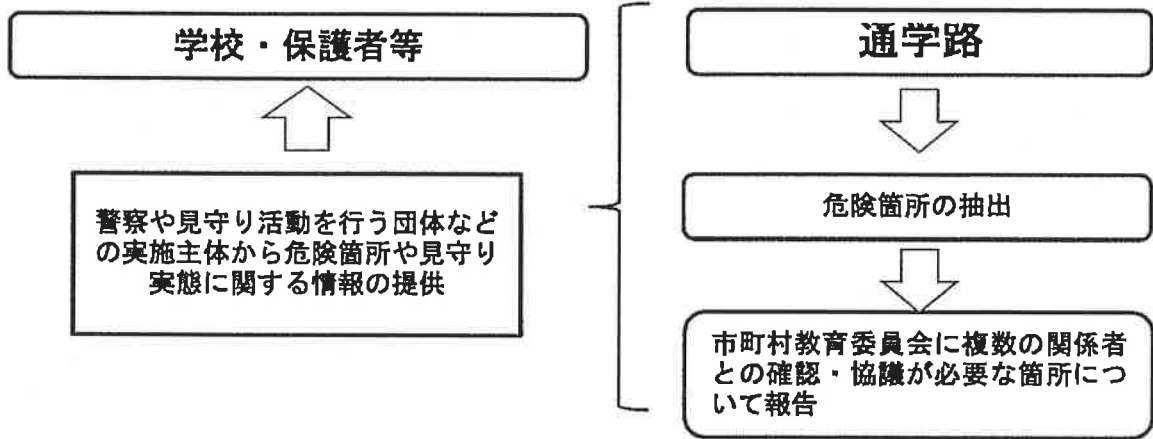 学校・保護者等
警察や見守り活動を行う団体など
の実施主体から危険箇所や見守り
実態に関する情報の提供
通学路
危険箇所の抽出
市町村教育委員会に複数の関係者
との確認・協議が必要な箇所につ
いて報告